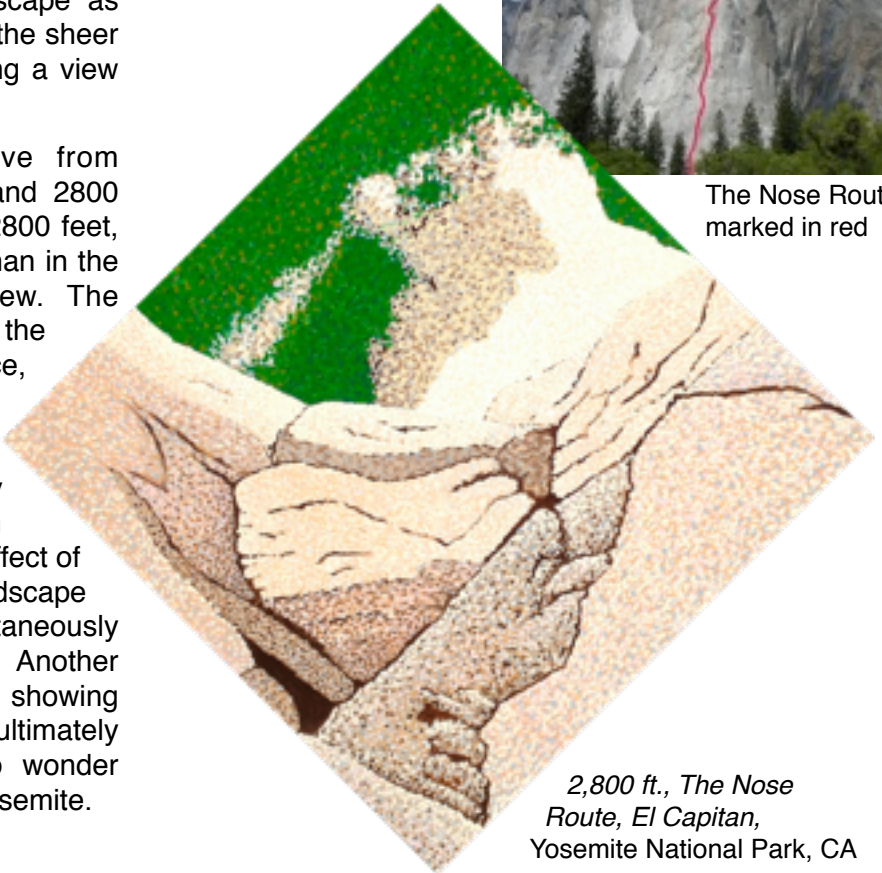 scape as
the sheer
ng a view
ve from
and 2800
2800 feet,
han in the
ew. The
the
ce,
y
ffect of
dscape
taneously
Another
showing
ultimately
wonder
semite.
The Nose Rout
marked in red
2,800 ft., The Nose
Route, El Capitan,
Yosemite National Park, CA